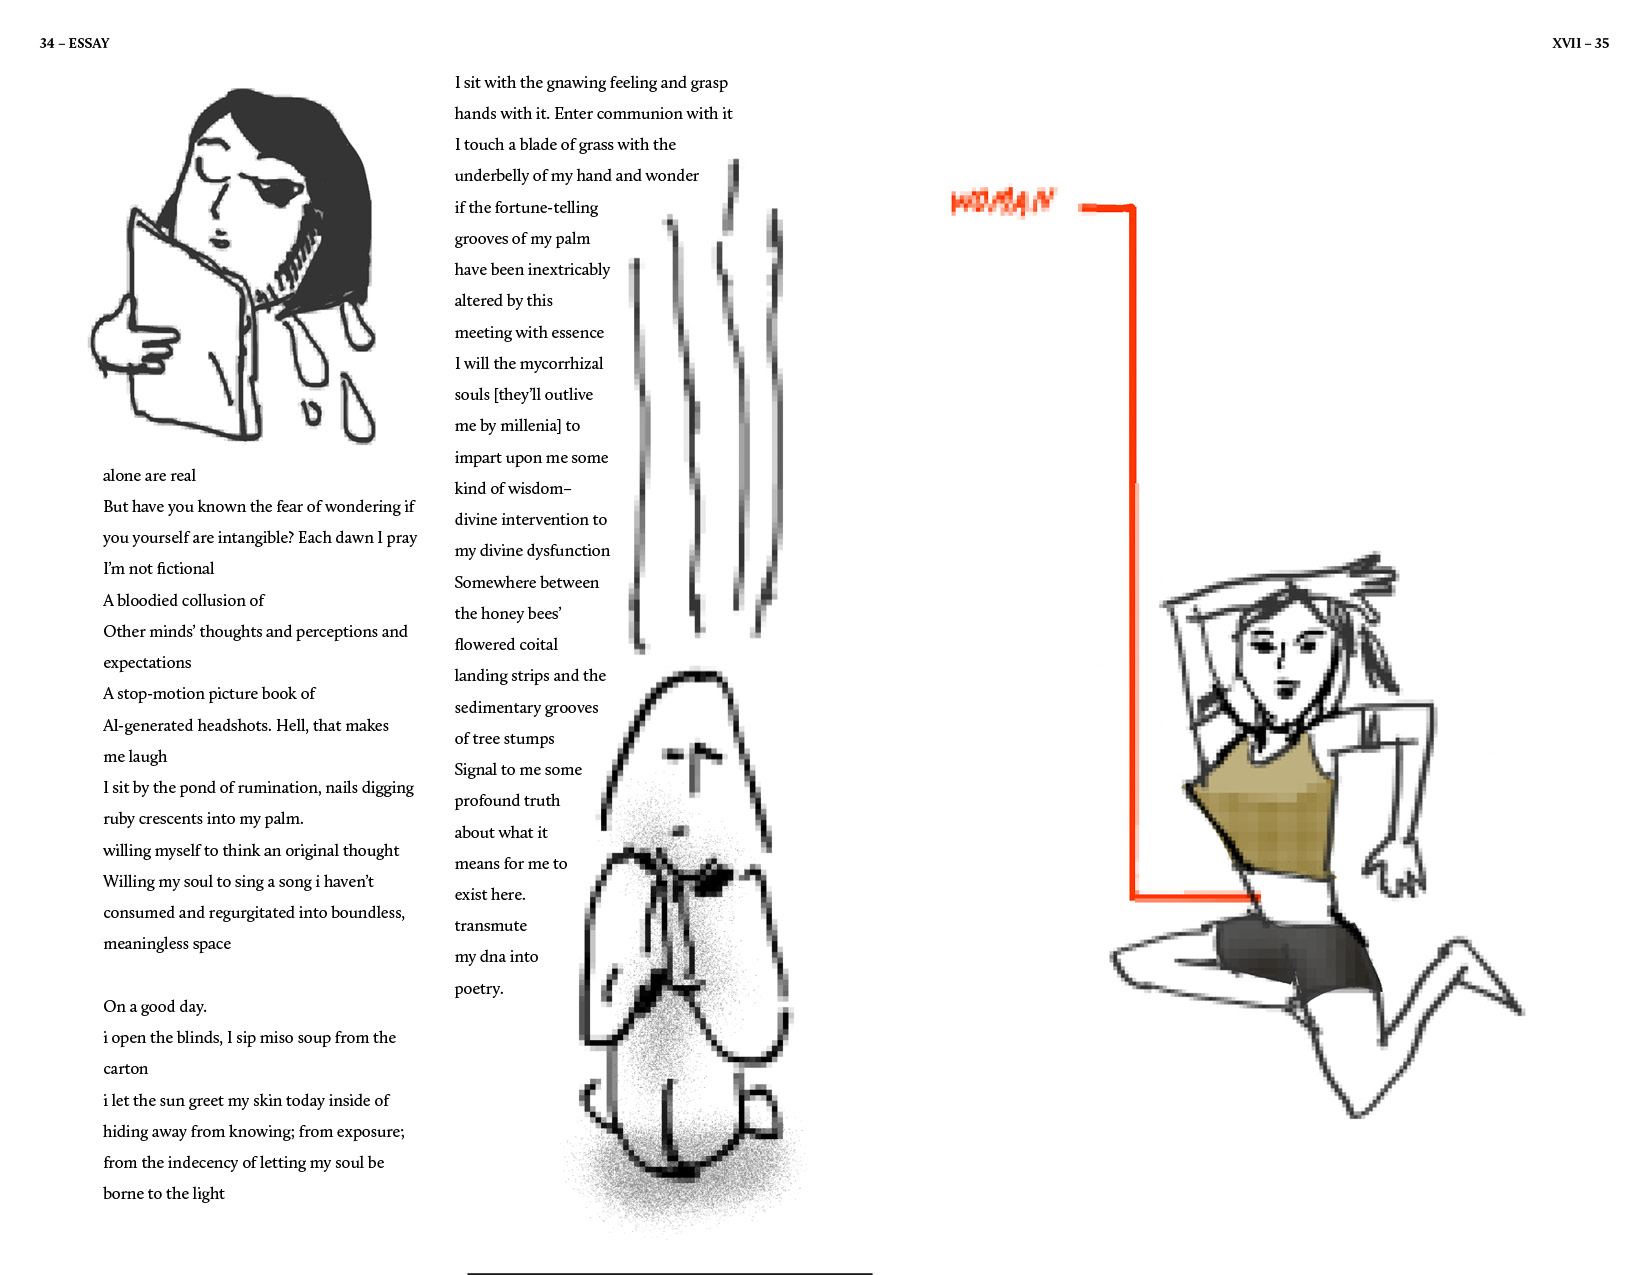 34 – ESSAY
XVII – 35
alone are real
But have you known the fear of wondering if
you yourself are intangible? Each dawn I pray
I'm not fictional
A bloodied collusion of
Other minds' thoughts and perceptions and
expectations
A stop-motion picture book of
AI-generated headshots. Hell, that makes
me laugh
I sit by the pond of rumination, nails digging
ruby crescents into my palm.
willing myself to think an original thought
Willing my soul to sing a song i haven't
consumed and regurgitated into boundless,
meaningless space
On a good day.
i open the blinds, I sip miso soup from the
carton
i let the sun greet my skin today inside of
hiding away from knowing; from exposure;
from the indecency of letting my soul be
borne to the light
I sit with the gnawing feeling and grasp
hands with it. Enter communion with it
I touch a blade of grass with the
underbelly of my hand and wonder
if the fortune-telling
grooves of my palm
have been inextricably
altered by this
meeting with essence
I will the mycorrhizal
souls [they'll outlive
me by millenia] to
impart upon me some
kind of wisdom–
divine intervention to
my divine dysfunction
Somewhere between
the honey bees'
flowered coital
landing strips and the
sedimentary grooves
of tree stumps
Signal to me some
profound truth
about what it
means for me to
exist here.
transmute
my dna into
poetry.
WOMAN